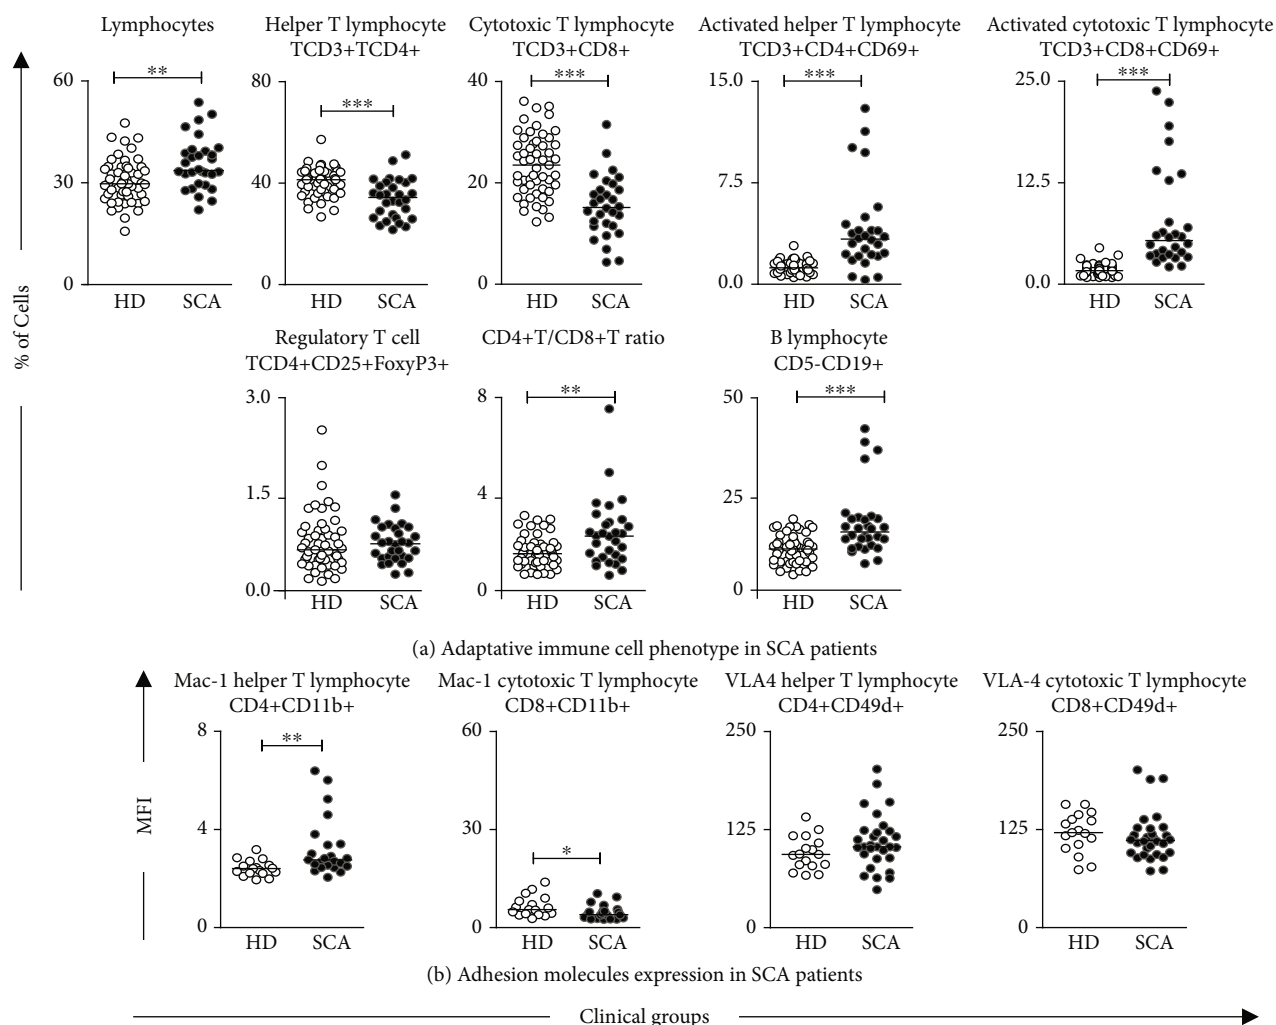 Lymphocytes
Helper T lymphocyte
TCD3+TCD4+
Cytotoxic T lymphocyte
TCD3+CD8+
Activated helper T lymphocyte
TCD3+CD4+CD69+
Activated cytotoxic T lymphocyte
TCD3+CD8+CD69+
% of Cells
60
30
0
**
HD SCA
80
40
0
***
HD SCA
40
20
0
***
HD SCA
15.0
7.5
0.0
***
HD SCA
25.0
12.5
0.0
***
HD SCA
Regulatory T cell
TCD4+CD25+FoxyP3+
3.0
1.5
0.0
HD SCA
CD4+T/CD8+T ratio
8
4
0
**
HD SCA
B lymphocyte
CD5-CD19+
50
25
0
***
HD SCA
(a) Adaptative immune cell phenotype in SCA patients
MFI
Mac-1 helper T lymphocyte
CD4+CD11b+
8
4
0
**
HD SCA
Mac-1 cytotoxic T lymphocyte
CD8+CD11b+
60
30
0
*
HD SCA
VLA4 helper T lymphocyte
CD4+CD49d+
250
125
0
HD SCA
VLA-4 cytotoxic T lymphocyte
CD8+CD49d+
250
125
0
HD SCA
(b) Adhesion molecules expression in SCA patients
Clinical groups